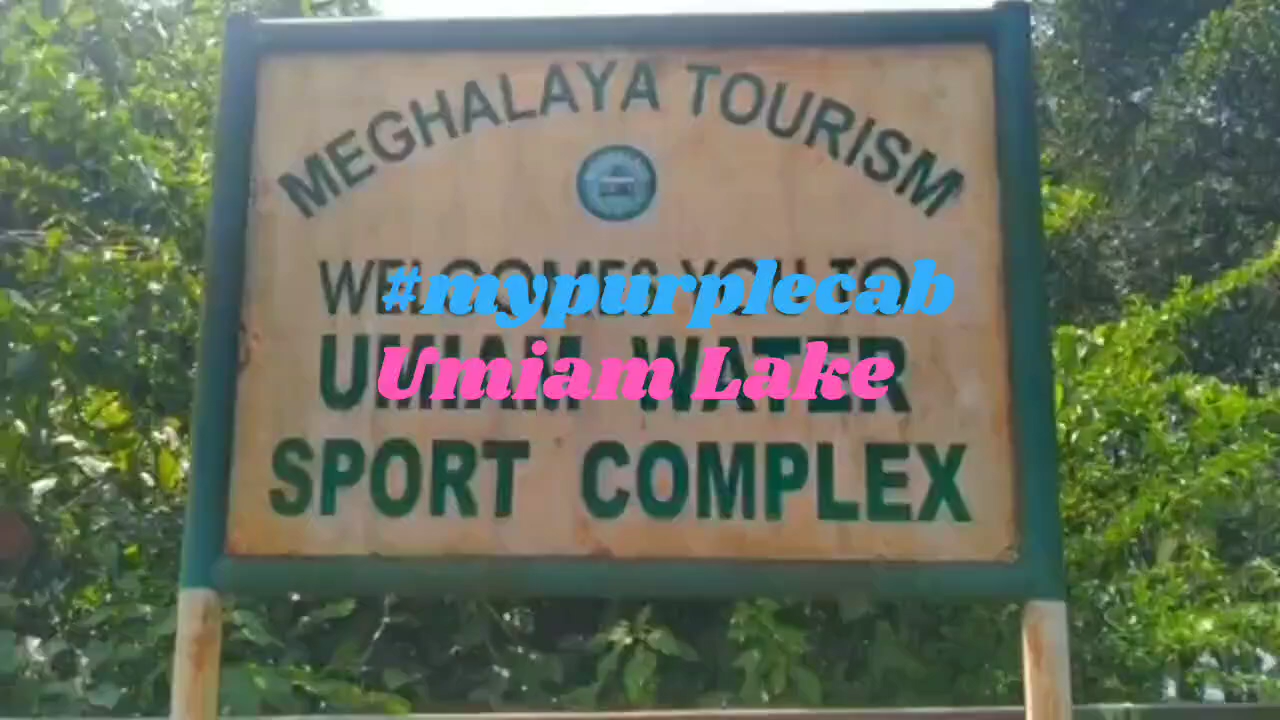 MEGHALAYA TOURISM
WELCOMES YOU TO
#mypurplecab
UMIAM WATER
Umiam Lake
SPORT COMPLEX